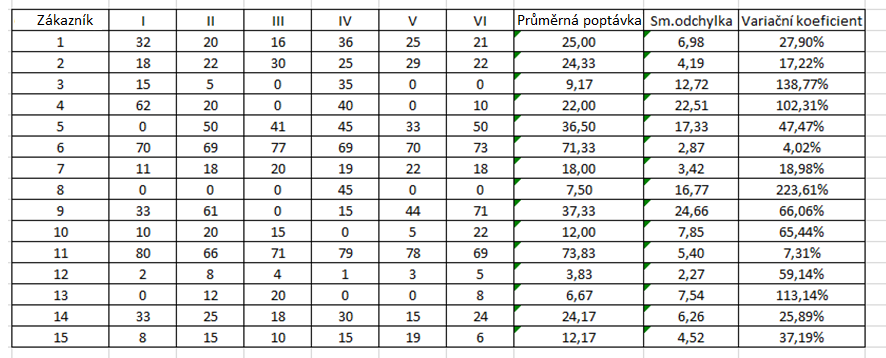 Zákazník I II III IV V VI Průměrná poptávka Sm.odchylka Variační koeficient
1 32 20 16 36 25 21 25,00 6,98 27,90%
2 18 22 30 25 29 22 24,33 4,19 17,22%
3 15 5 0 35 0 0 9,17 12,72 138,77%
4 62 20 0 40 0 10 22,00 22,51 102,31%
5 0 50 41 45 33 50 36,50 17,33 47,47%
6 70 69 77 69 70 73 71,33 2,87 4,02%
7 11 18 20 19 22 18 18,00 3,42 18,98%
8 0 0 0 45 0 0 7,50 16,77 223,61%
9 33 61 0 15 44 71 37,33 24,66 66,06%
10 10 20 15 0 5 22 12,00 7,85 65,44%
11 80 66 71 79 78 69 73,83 5,40 7,31%
12 2 8 4 1 3 5 3,83 2,27 59,14%
13 0 12 20 0 0 8 6,67 7,54 113,14%
14 33 25 18 30 15 24 24,17 6,26 25,89%
15 8 15 10 15 19 6 12,17 4,52 37,19%